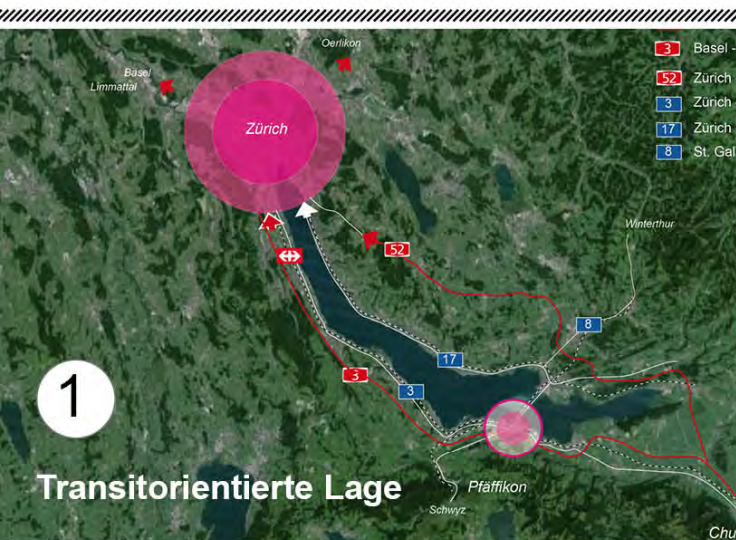 Oerlikon
3 Basel -
Basel
Limmattal
52 Zürich
3 Zürich
Zürich
17 Zürich
8 St. Gal
Winterthur
52
8
17
3
3
1
Transitorientierte Lage
Pfäffikon
Schwyz
Chu